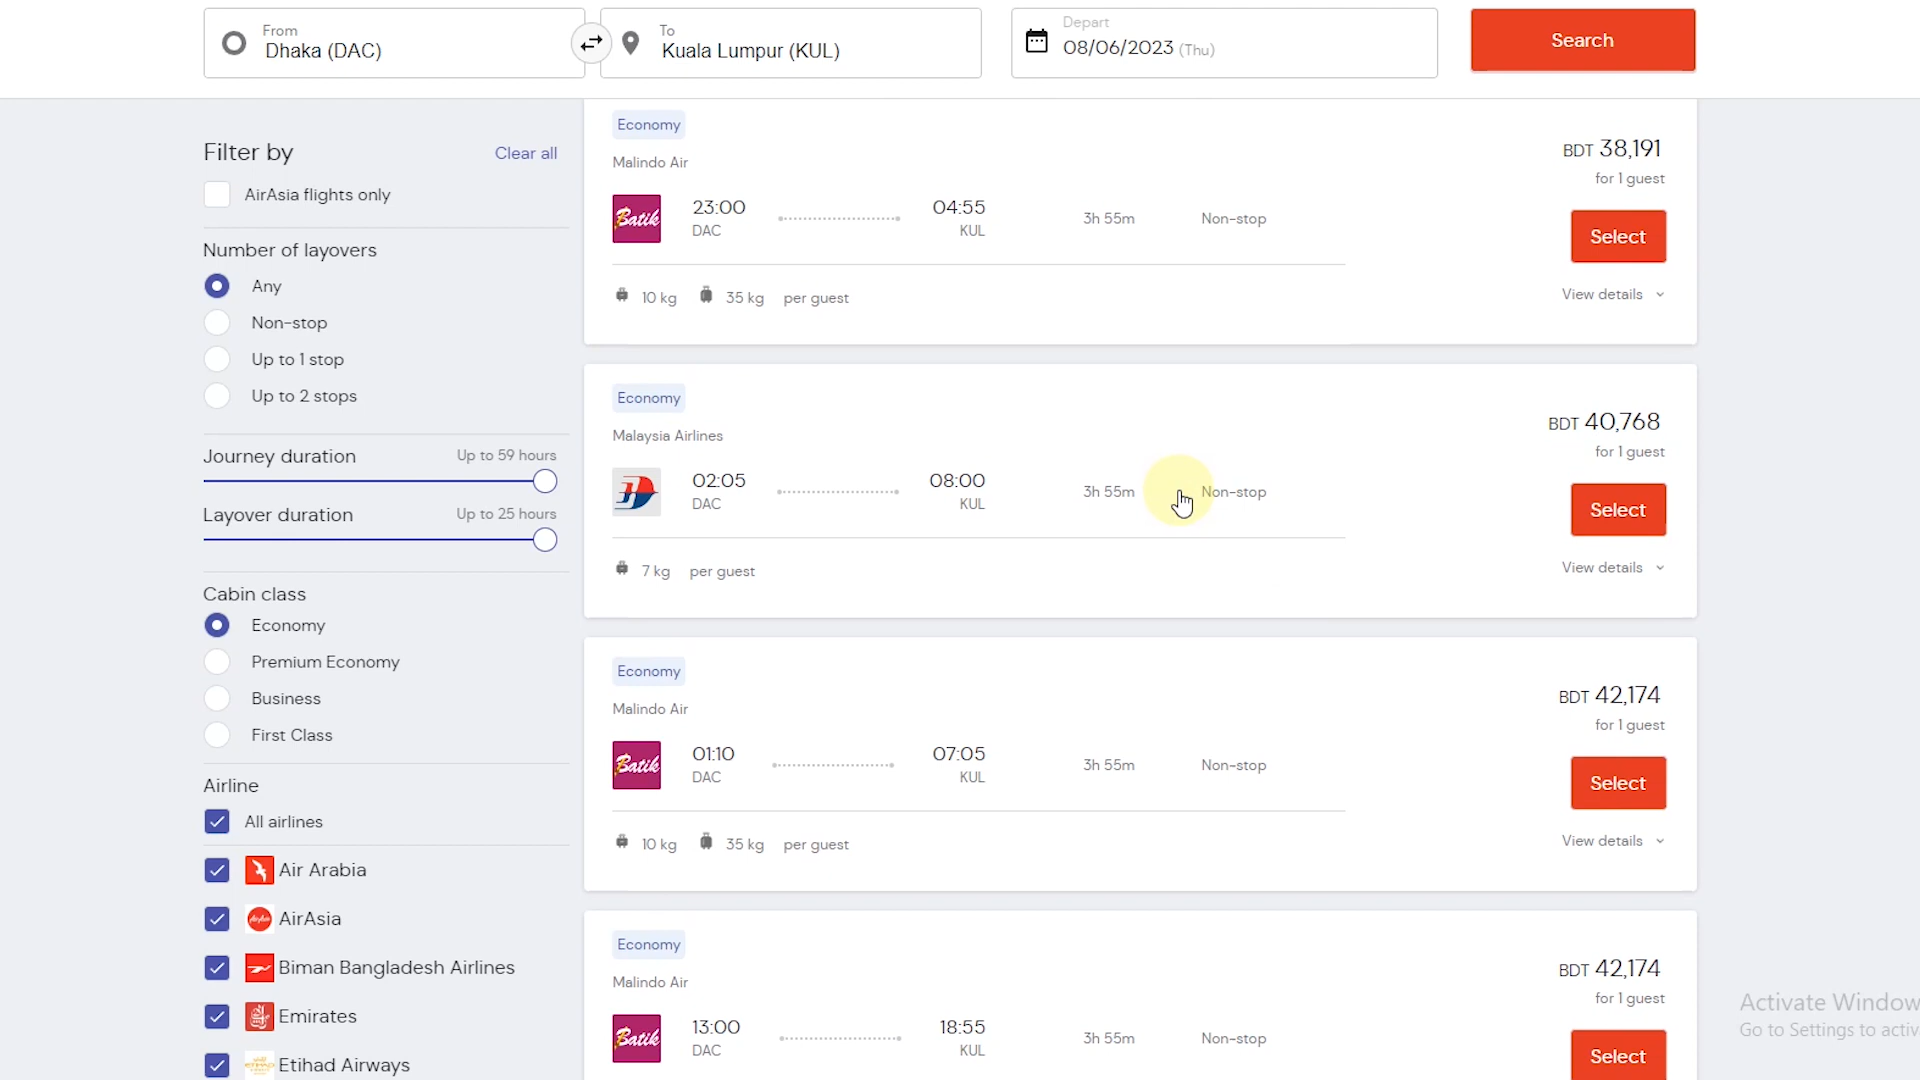 From
Dhaka (DAC)
To
Kuala Lumpur (KUL)
Depart
08/06/2023 (Thu)
Search
Filter by
Clear all
AirAsia flights only
Number of layovers
Any
Non-stop
Up to 1 stop
Up to 2 stops
Journey duration
Up to 59 hours
Layover duration
Up to 25 hours
Cabin class
Economy
Premium Economy
Business
First Class
Airline
All airlines
Air Arabia
AirAsia
Biman Bangladesh Airlines
Emirates
Etihad Airways
Economy
Malindo Air
Batik
23:00
DAC
04:55
KUL
3h 55m
Non-stop
10 kg 35 kg per guest
BDT 38,191
for 1 guest
Select
View details
Economy
Malaysia Airlines
02:05
DAC
08:00
KUL
3h 55m
Non-stop
7 kg per guest
BDT 40,768
for 1 guest
Select
View details
Economy
Malindo Air
Batik
01:10
DAC
07:05
KUL
3h 55m
Non-stop
10 kg 35 kg per guest
BDT 42,174
for 1 guest
Select
View details
Economy
Malindo Air
Batik
13:00
DAC
18:55
KUL
3h 55m
Non-stop
BDT 42,174
for 1 guest
Select
Activate Window
Go to Settings to activ